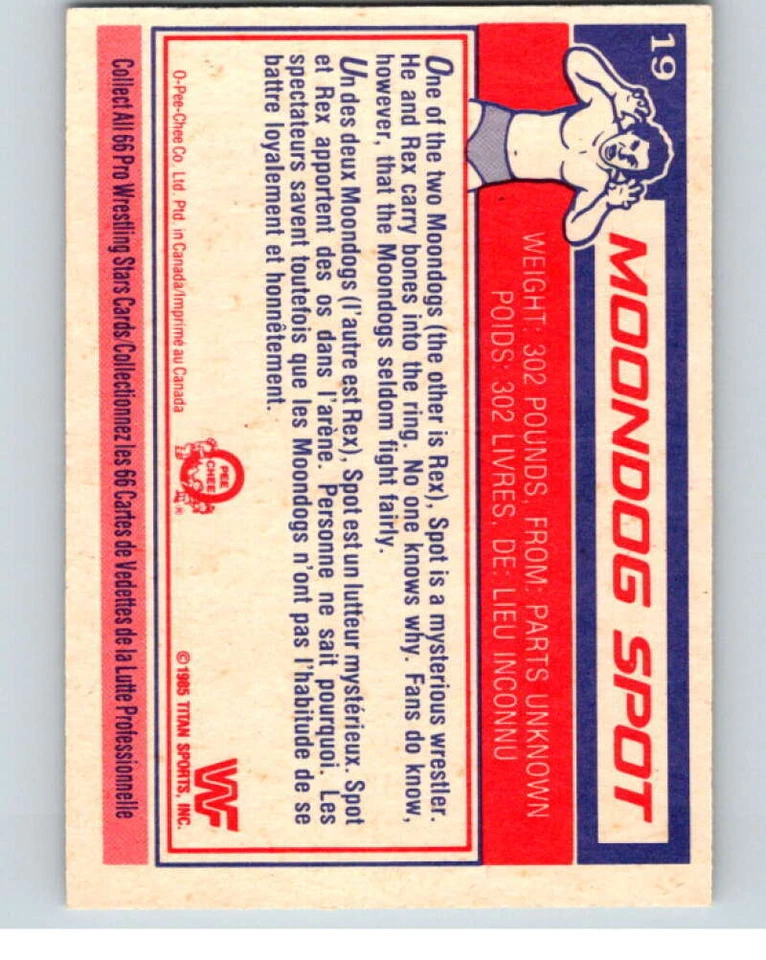 19
MOONDOG SPOT
WEIGHT: 302 POUNDS, FROM: PARTS UNKNOWN
POIDS: 302 LIVRES, DE: LIEU INCONNU
One of the two Moondogs (the other is Rex), Spot is a mysterious wrestler.
He and Rex carry bones into the ring. No one knows why. Fans do know,
however, that the Moondogs seldom fight fairly.
Un des deux Moondogs (l'autre est Rex), Spot est un lutteur mystérieux. Spot
et Rex apportent des os dans l'arène. Personne ne sait pourquoi. Les
spectateurs savent toutefois que les Moondogs n'ont pas l'habitude de se
battre loyalement et honnêtement.
O-Pee-Chee Co. Ltd. Ptd. in Canada/Imprimé au Canada
O
PEE
CHEE
®
WF
©1985 TITAN SPORTS, INC.
Collect All 66 Pro Wrestling Stars Cards/Collectionnez les 66 Cartes de Vedettes de la Lutte Professionnelle